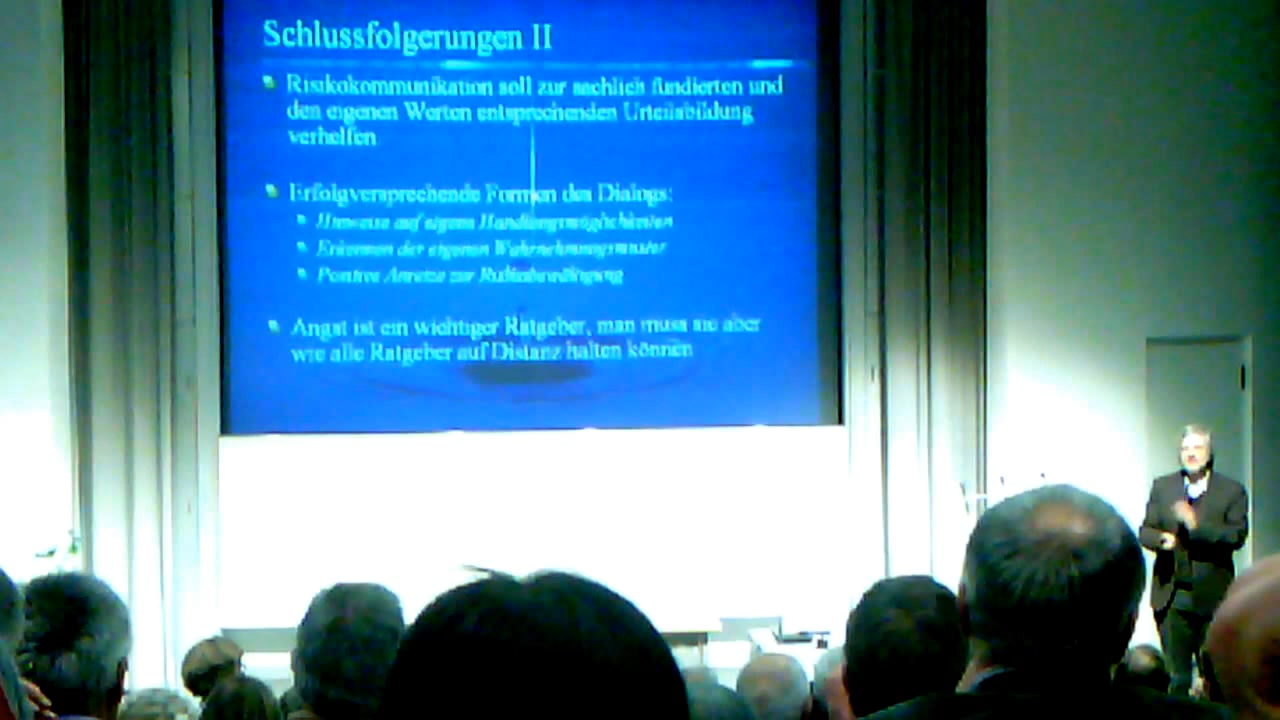 Schlussfolgerungen II
Risikokommunikation soll zur sachlich fundierten und
den eigenen Werten entsprechenden Urteilsbildung
verhelfen
Erfolgversprechende Formen des Dialogs:
Hinweise auf eigene Handlungsmöglichkeiten
Erkennen der eigenen Wahrnehmungsmuster
Positive Anreize zur
Angst ist ein wichtiger Ratgeber, man muss sie aber
wie alle Ratgeber auf Distanz halten können